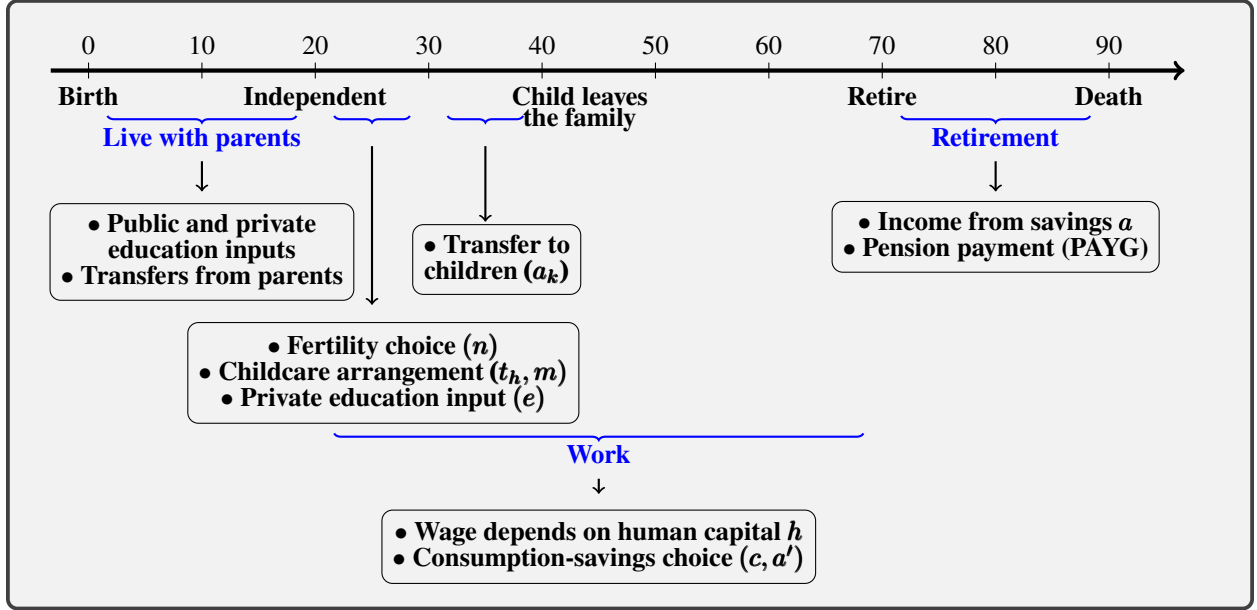 0 10 20 30 40 50 60 70 80 90
Birth Independent Child leaves Retire Death
the family
Live with parents Retirement
• Public and private
education inputs
• Transfers from parents
• Transfer to
children (aₖ)
• Income from savings a
• Pension payment (PAYG)
• Fertility choice (n)
• Childcare arrangement (tₕ, m)
• Private education input (e)
Work
• Wage depends on human capital h
• Consumption-savings choice (c, a′)